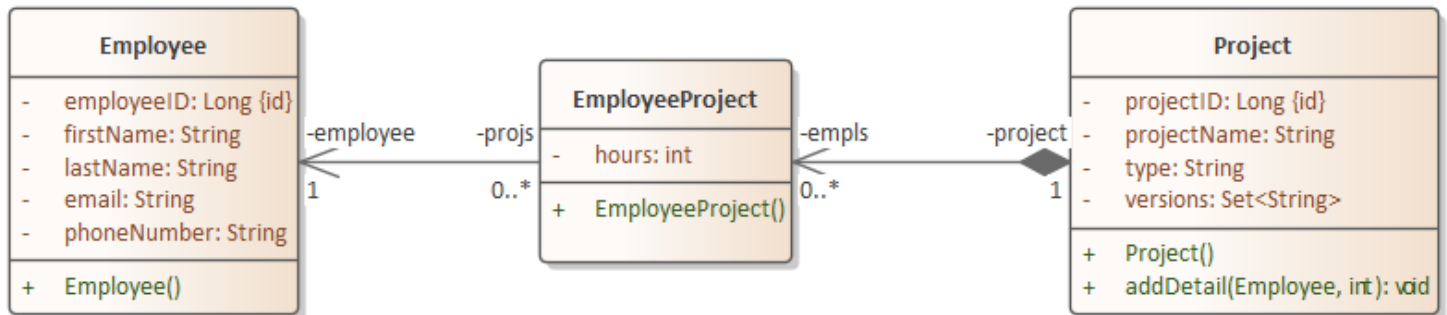 Employee
- employeeID: Long {id}
- firstName: String
- lastName: String
- email: String
- phoneNumber: String
+ Employee()
-employee
1
-projs
0..*
EmployeeProject
- hours: int
+ EmployeeProject()
-empls
0..*
-project
1
Project
- projectID: Long {id}
- projectName: String
- type: String
- versions: Set<String>
+ Project()
+ addDetail(Employee, int): void